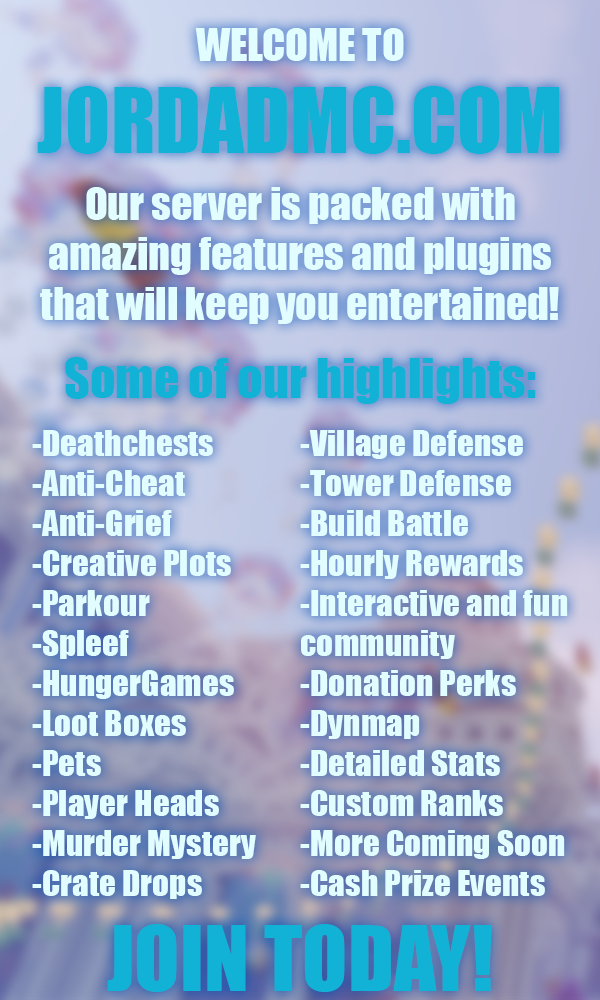 WELCOME TO
JORDADMC.COM
Our server is packed with
amazing features and plugins
that will keep you entertained!
Some of our highlights:
-Deathchests
-Anti-Cheat
-Anti-Grief
-Creative Plots
-Parkour
-Spleef
-HungerGames
-Loot Boxes
-Pets
-Player Heads
-Murder Mystery
-Crate Drops
-Village Defense
-Tower Defense
-Build Battle
-Hourly Rewards
-Interactive and fun
community
-Donation Perks
-Dynmap
-Detailed Stats
-Custom Ranks
-More Coming Soon
-Cash Prize Events
JOIN TODAY!